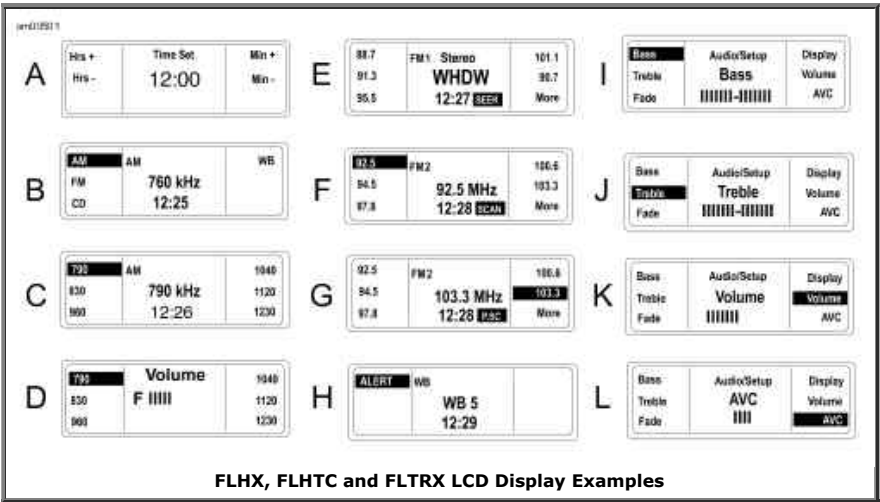 A
Hrs + Time Set Min +
Hrs - 12:00 Min -
B
AM AM WB
FM 760 kHz
CD 12:25
C
790 AM 1040
830 790 kHz 1120
960 12:26 1230
D
790 Volume 1040
830 F IIIII 1120
960 1230
E
88.7 FM1 Stereo 101.1
91.3 WHDW
95.5 12:27 SEEK More
F
92.5 FM2 100.6
94.5 92.5 MHz 103.3
97.8 12:28 SCAN More
G
92.5 FM2 100.6
94.5 103.3 MHz 103.3
97.8 12:28 P.SC More
H
ALERT WB
WB 5
12:29
I
Bass Audio/Setup Display
Treble Bass Volume
Fade IIIIIII-IIIIIII AVC
J
Bass Audio/Setup Display
Treble Treble Volume
Fade IIIIIII-IIIIIII AVC
K
Bass Audio/Setup Display
Treble Volume Volume
Fade IIIIIII AVC
L
Bass Audio/Setup Display
Treble AVC Volume
Fade IIII AVC
FLHX, FLHTC and FLTRX LCD Display Examples